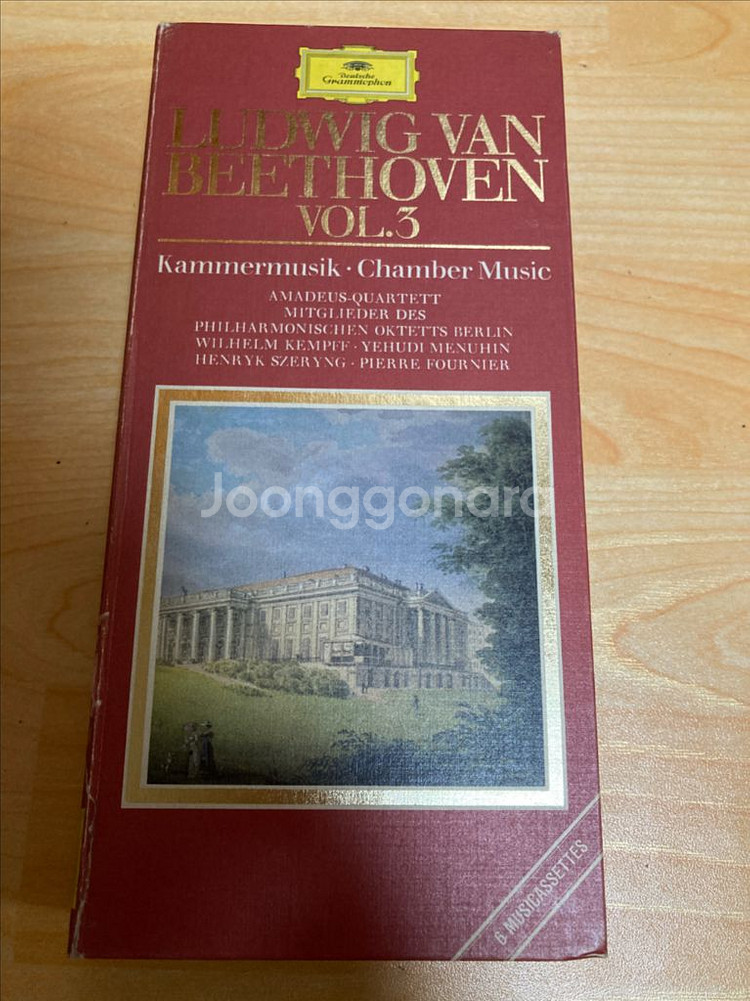 Deutsche
Grammophon
LUDWIG VAN
BEETHOVEN
VOL.3
Kammermusik · Chamber Music
AMADEUS-QUARTETT
MITGLIEDER DES
PHILHARMONISCHEN OKTETTS BERLIN
WILHELM KEMPFF · YEHUDI MENUHIN
HENRYK SZERYNG · PIERRE FOURNIER
Joonggonara
6 MUSICASSETTES